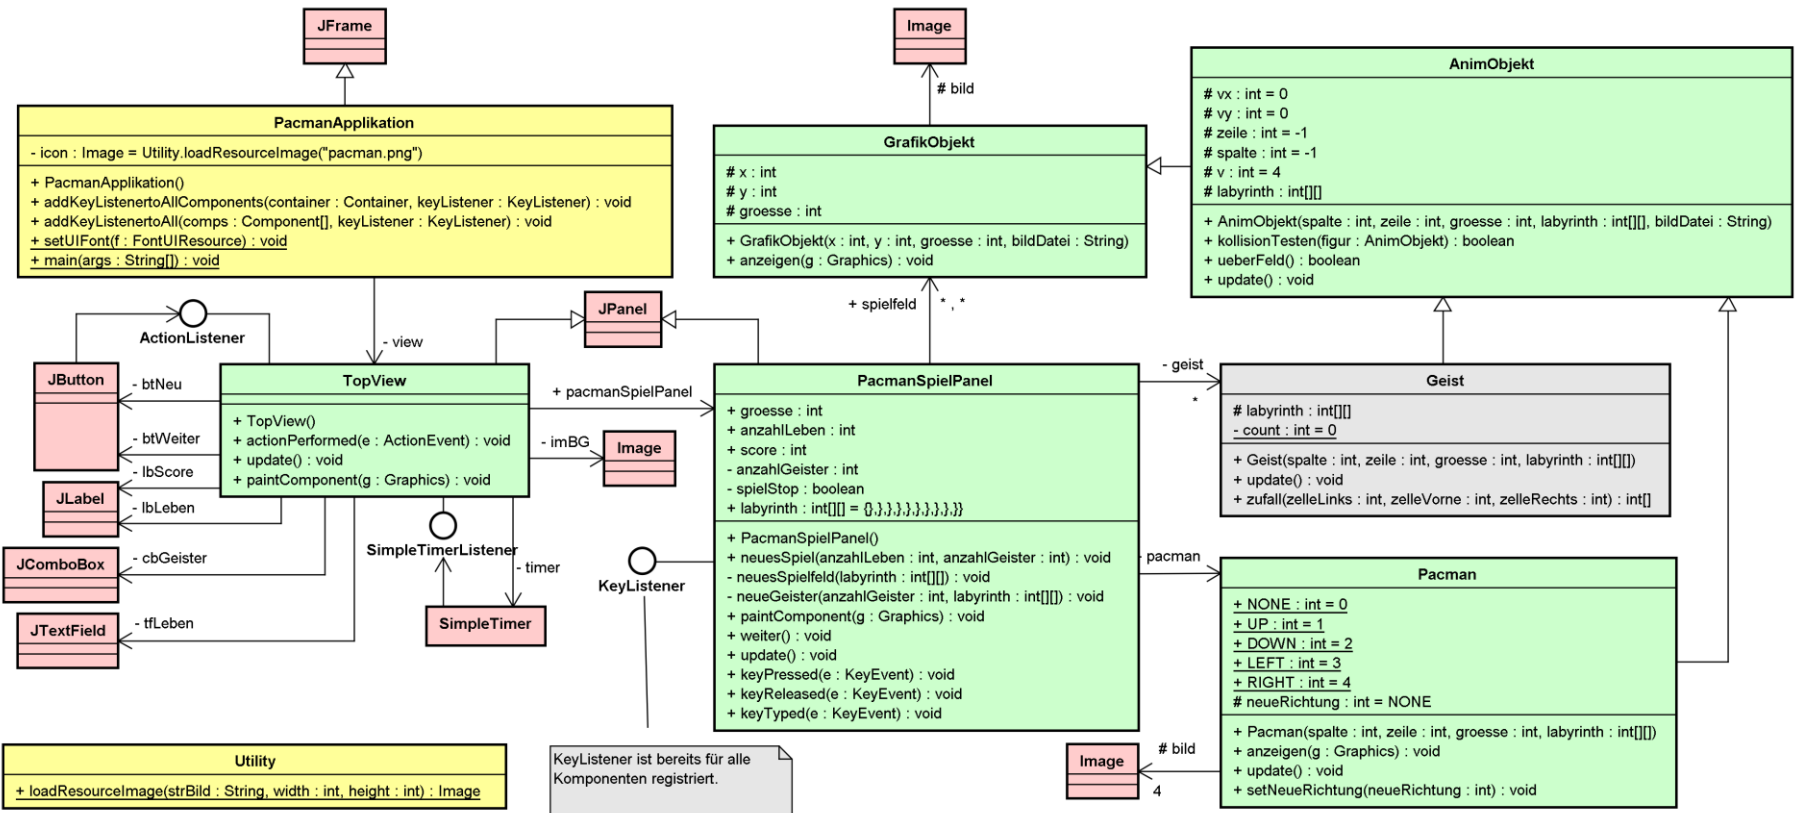 JFrame
PacmanApplikation
- icon : Image = Utility.loadResourceImage("pacman.png")
+ PacmanApplikation()
+ addKeyListenertoAllComponents(container : Container, keyListener : KeyListener) : void
+ addKeyListenertoAll(comps : Component[], keyListener : KeyListener) : void
+ setUIFont(f : FontUIResource) : void
+ main(args : String[]) : void
Image
# bild
GrafikObjekt
# x : int
# y : int
# groesse : int
+ GrafikObjekt(x : int, y : int, groesse : int, bildDatei : String)
+ anzeigen(g : Graphics) : void
AnimObjekt
# vx : int = 0
# vy : int = 0
# zeile : int = -1
# spalte : int = -1
# v : int = 4
# labyrinth : int[][]
+ AnimObjekt(spalte : int, zeile : int, groesse : int, labyrinth : int[][], bildDatei : String)
+ kollisionTesten(figur : AnimObjekt) : boolean
+ ueberFeld() : boolean
+ update() : void
ActionListener
- view
JPanel
+ spielfeld
* , *
JButton
- btNeu
- btWeiter
- lbScore
JLabel
- lbLeben
JComboBox
- cbGeister
JTextField
- tfLeben
TopView
+ TopView()
+ actionPerformed(e : ActionEvent) : void
+ update() : void
+ paintComponent(g : Graphics) : void
+ pacmanSpielPanel
- imBG
Image
SimpleTimerListener
- timer
SimpleTimer
KeyListener
PacmanSpielPanel
+ groesse : int
+ anzahlLeben : int
+ score : int
- anzahlGeister : int
- spielStop : boolean
+ labyrinth : int[][] = {},},},},},},},},},}}
+ PacmanSpielPanel()
+ neuesSpiel(anzahlLeben : int, anzahlGeister : int) : void
- neuesSpielfeld(labyrinth : int[][]) : void
- neueGeister(anzahlGeister : int, labyrinth : int[][]) : void
+ paintComponent(g : Graphics) : void
+ weiter() : void
+ update() : void
+ keyPressed(e : KeyEvent) : void
+ keyReleased(e : KeyEvent) : void
+ keyTyped(e : KeyEvent) : void
- geist
*
Geist
# labyrinth : int[][]
- count : int = 0
+ Geist(spalte : int, zeile : int, groesse : int, labyrinth : int[][])
+ update() : void
+ zufall(zelleLinks : int, zelleVorne : int, zelleRechts : int) : int[]
- pacman
Pacman
+ NONE : int = 0
+ UP : int = 1
+ DOWN : int = 2
+ LEFT : int = 3
+ RIGHT : int = 4
# neueRichtung : int = NONE
+ Pacman(spalte : int, zeile : int, groesse : int, labyrinth : int[][])
+ anzeigen(g : Graphics) : void
+ update() : void
+ setNeueRichtung(neueRichtung : int) : void
Image
# bild
4
Utility
+ loadResourceImage(strBild : String, width : int, height : int) : Image
KeyListener ist bereits für alle
Komponenten registriert.